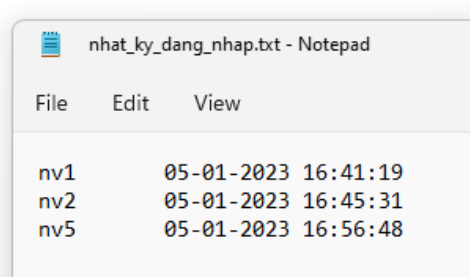 nhat_ky_dang_nhap.txt - Notepad
File Edit View
nv1 05-01-2023 16:41:19
nv2 05-01-2023 16:45:31
nv5 05-01-2023 16:56:48